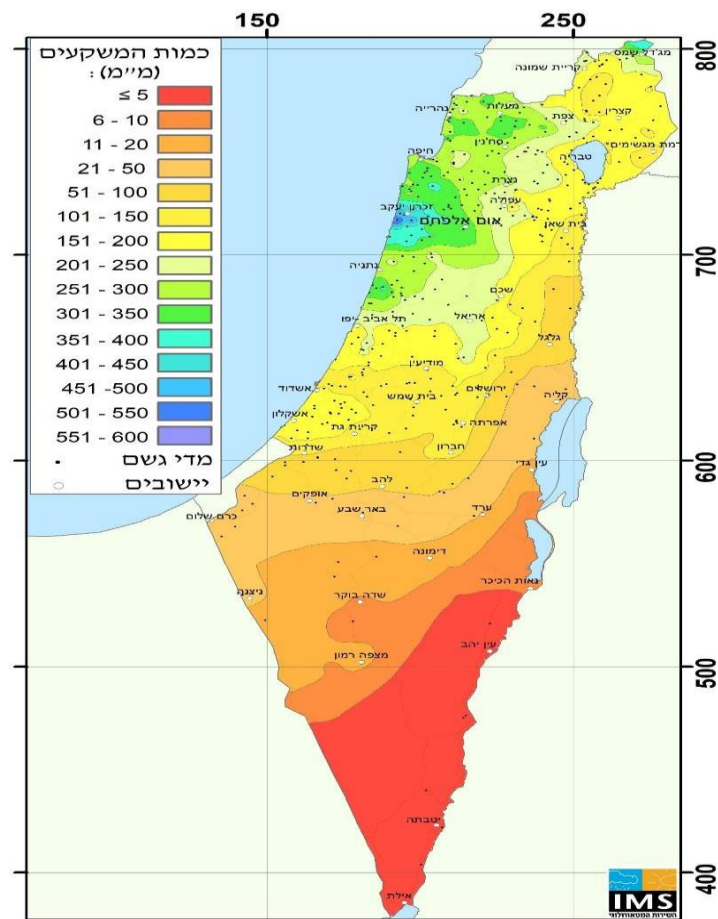 150 250
כמות המשקעים
(מי"מ):
≤ 5
6 - 10
11 - 20
21 - 50
51 - 100
101 - 150
151 - 200
201 - 250
251 - 300
301 - 350
351 - 400
401 - 450
451 -500
501 - 550
551 - 600
מדי גשם
יישובים
800
700
600
500
400
מג'דל שמס
קריית שמונה
נהרייה
מעלות
צפת
קצרין
סח'נין
רמת מגשימים
חיפה
טבריה
נצרת
זכרון יעקב
עפולה
אום אלפחם
בית שאן
נתניה
שכם
תל אביב -יפו
אריאל
גלגל
מודיעין
אשדוד
בית שמש
ירושלים
קליה
אשקלון
קרית גת
אפרתה
שדרות
חברון
עין גדי
להב
אופקים
כרם שלום
באר שבע
ערד
דימונה
ניצנה
שדה בוקר
נאות הכיכר
מצפה רמון
עין יהב
יטבתה
אילת
IMS
השירות המטאורולוגי